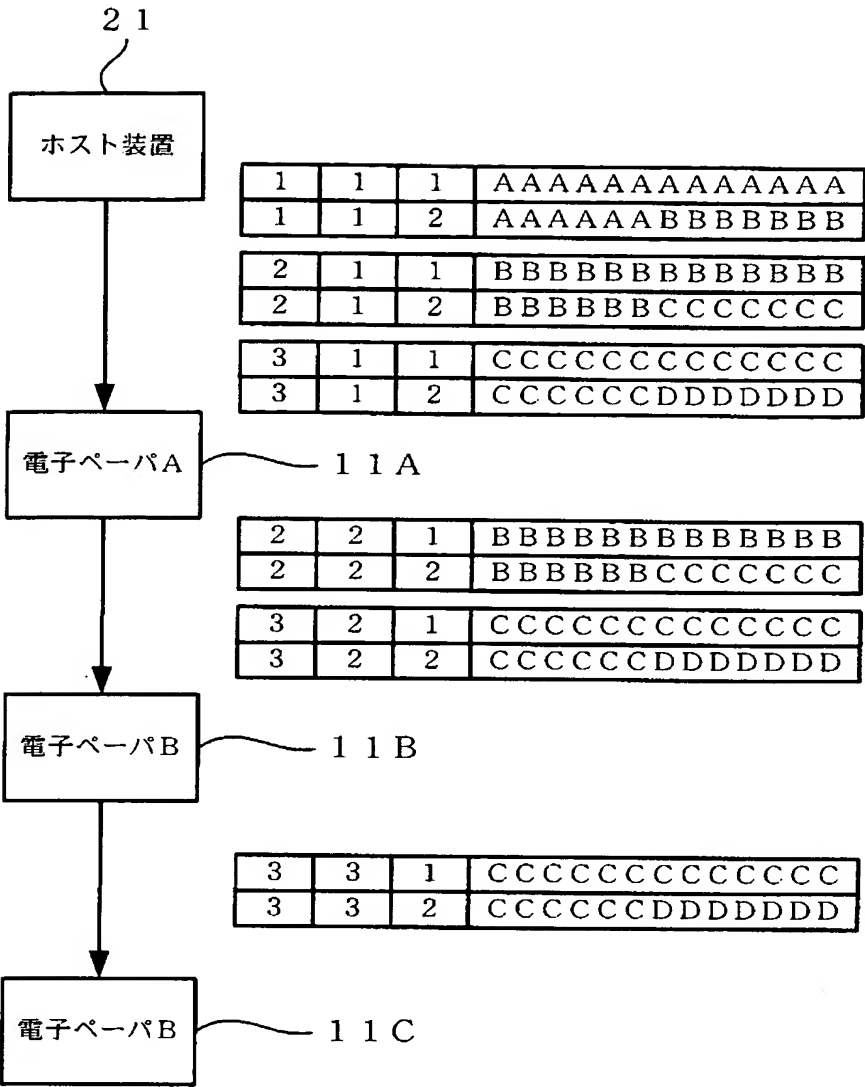 21
ホスト装置
1 1 1 AAAAAAAAAAAAA
1 1 2 AAAAAABBBBBBB
2 1 1 BBBBBBBBBBBBB
2 1 2 BBBBBBCCCCCCC
3 1 1 CCCCCCCCCCCCC
3 1 2 CCCCCCDDDDDDD
電子ペーパA 11A
2 2 1 BBBBBBBBBBBBB
2 2 2 BBBBBBCCCCCCC
3 2 1 CCCCCCCCCCCCC
3 2 2 CCCCCCDDDDDDD
電子ペーパB 11B
3 3 1 CCCCCCCCCCCCC
3 3 2 CCCCCCDDDDDDD
電子ペーパB 11C